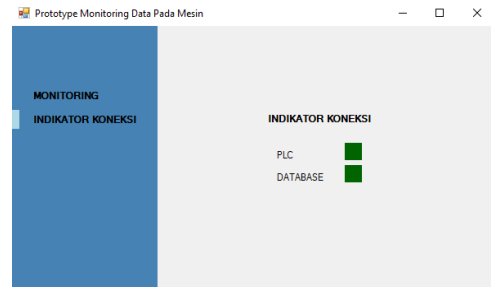 Prototype Monitoring Data Pada Mesin
MONITORING
INDIKATOR KONEKSI
INDIKATOR KONEKSI
PLC
DATABASE